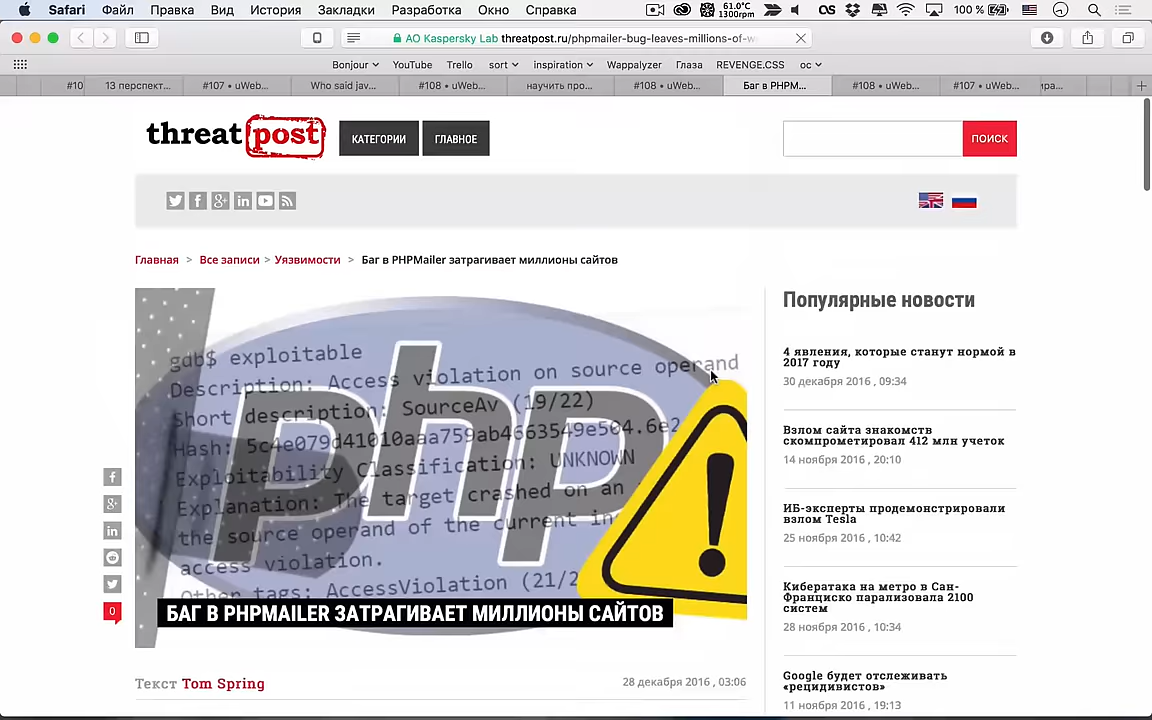 Safari Файл Правка Вид История Закладки Разработка Окно Справка 61.0°C 1300rpm 100 %
AO Kaspersky Lab threatpost.ru/phpmailer-bug-leaves-millions-of-w
Bonjour YouTube Trello sort inspiration Wappalyzer Глаза REVENGE.CSS ос
#10 13 перспект... #107 • uWeb... Who said jav... #108 • uWeb... научить про... #108 • uWeb... Баг в PHPM... #108 • uWeb... #107 • uWeb... ира...
threatpost КАТЕГОРИИ ГЛАВНОЕ ПОИСК
Главная > Все записи > Уязвимости > Баг в PHPMailer затрагивает миллионы сайтов
gdb$ exploitable
Description: Access violation on source operand
Short description: SourceAv (19/22)
Hash: 5c4e079d41010aaa759ab4663549e504.6e2
Exploitability Classification: UNKNOWN
Explanation: The target crashed on an
the source operand of the current in
access violation.
Other tags: AccessViolation (21/2
php
БАГ В PHPMAILER ЗАТРАГИВАЕТ МИЛЛИОНЫ САЙТОВ
0
Текст Tom Spring
28 декабря 2016 , 03:06
Популярные новости
4 явления, которые станут нормой в
2017 году
30 декабря 2016 , 09:34
Взлом сайта знакомств
скомпрометировал 412 млн учеток
14 ноября 2016 , 20:10
ИБ-эксперты продемонстрировали
взлом Tesla
25 ноября 2016 , 10:42
Кибератака на метро в Сан-
Франциско парализовала 2100
систем
28 ноября 2016 , 10:34
Google будет отслеживать
«рецидивистов»
11 ноября 2016 , 19:13